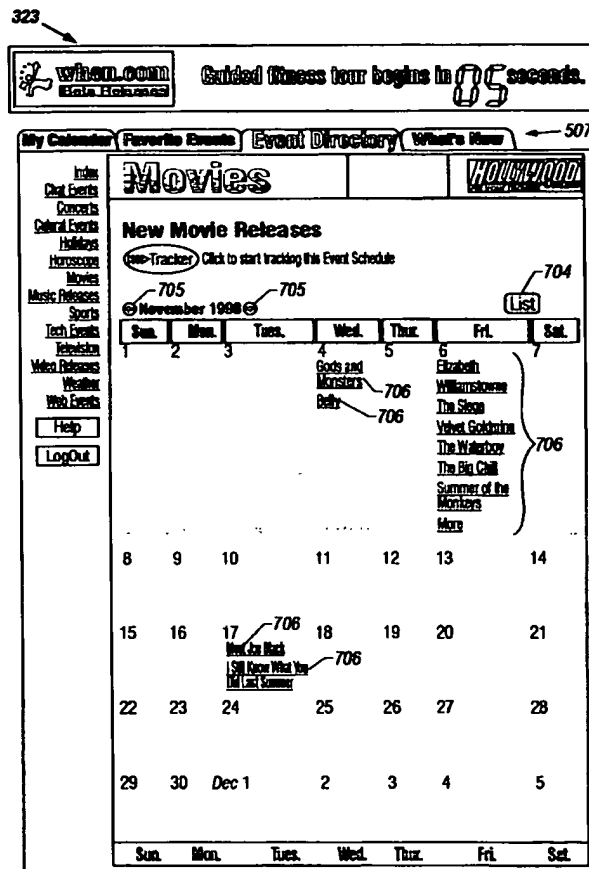 323
when.com
Beta Releases
Guided fitness tour begins in 05 seconds.
My Calendar Favorite Events Event Directory What's New
507
Index
Chat Events
Concerts
Cultural Events
Holidays
Horoscope
Movies
Music Releases
Sports
Tech Events
Television
Video Releases
Weather
Web Events
Help
LogOut
Movies
HOLLYWOOD
New Movie Releases
Tracker Click to start tracking this Event Schedule
704
705 705
November 1998
List
Sun. Mon. Tues. Wed. Thur. Fri. Sat.
1 2 3 4 5 6 7
Gods and
Monsters
706
Belly
706
Elizabeth
Williamstowne
The Siege
Velvet Goldmine
The Waterboy
The Big Chill
Summer of the
Monkeys
More
706
8 9 10 11 12 13 14
15 16 17 18 19 20 21
706
Meet Joe Black
I Still Know What You
Did Last Summer
706
22 23 24 25 26 27 28
29 30 Dec 1 2 3 4 5
Sun. Mon. Tues. Wed. Thur. Fri. Sat.